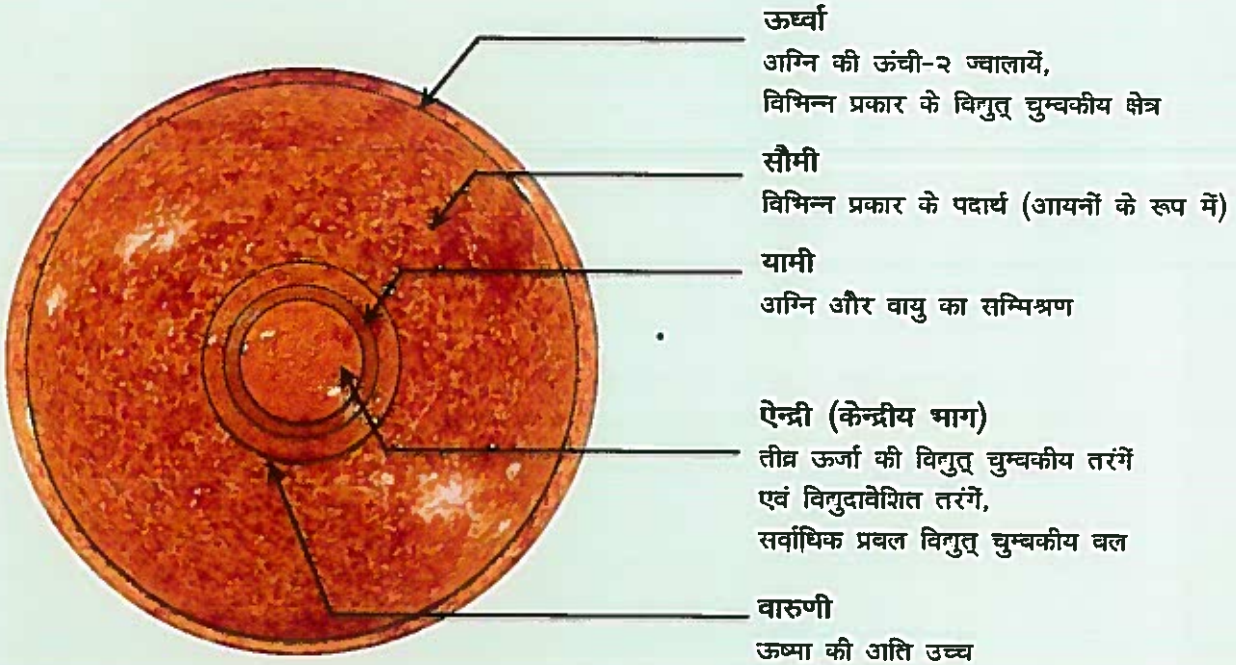 ऊर्ध्वा
अग्नि की ऊंची-२ ज्वालायें,
विभिन्न प्रकार के विद्युत् चुम्बकीय क्षेत्र
सौमी
विभिन्न प्रकार के पदार्थ (आयनों के रूप में)
यामी
अग्नि और वायु का सम्मिश्रण
ऐन्द्री (केन्द्रीय भाग)
तीव्र ऊर्जा की विद्युत् चुम्बकीय तरंगें
एवं विद्युदावेशित तरंगें,
सर्वाधिक प्रबल विद्युत् चुम्बकीय बल
वारुणी
ऊष्मा की अति उच्च